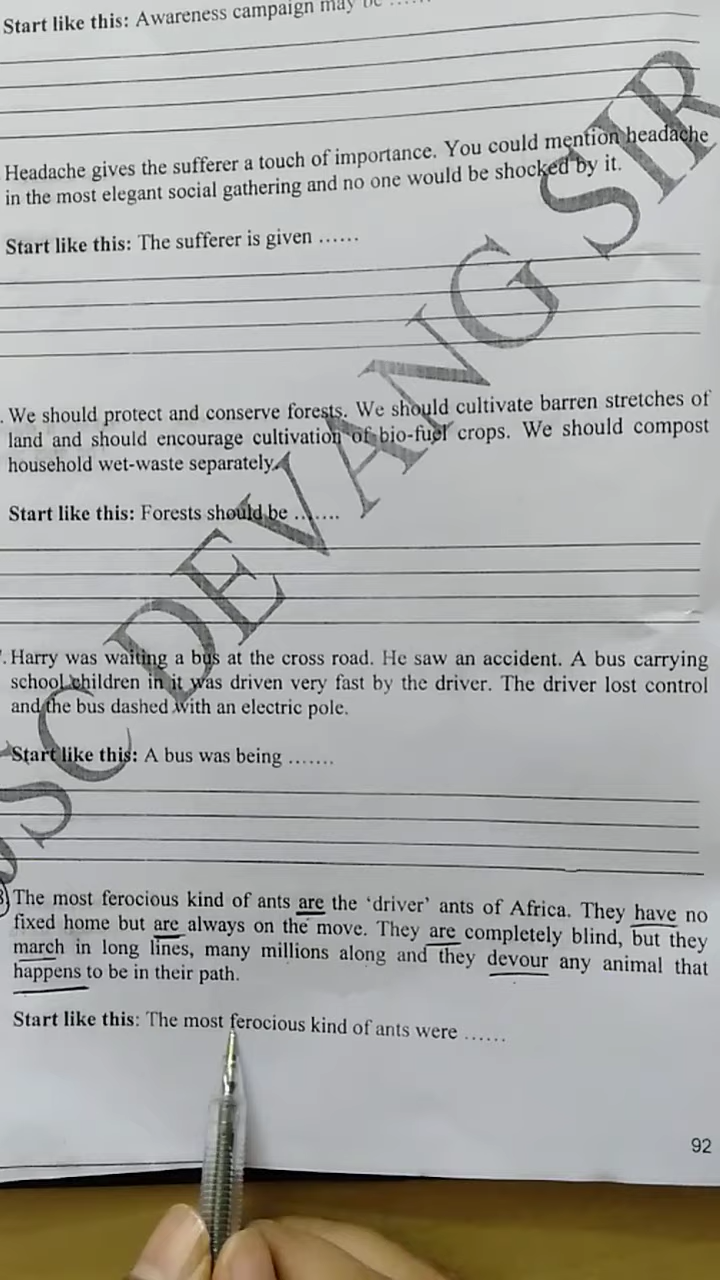 Start like this: Awareness campaign may be ......
Headache gives the sufferer a touch of importance. You could mention headache
in the most elegant social gathering and no one would be shocked by it.
Start like this: The sufferer is given ......
. We should protect and conserve forests. We should cultivate barren stretches of
land and should encourage cultivation of bio-fuel crops. We should compost
household wet-waste separately.
Start like this: Forests should be .......
. Harry was waiting a bus at the cross road. He saw an accident. A bus carrying
school children in it was driven very fast by the driver. The driver lost control
and the bus dashed with an electric pole.
Start like this: A bus was being .......
The most ferocious kind of ants are the ‘driver’ ants of Africa. They have no
fixed home but are always on the move. They are completely blind, but they
march in long lines, many millions along and they devour any animal that
happens to be in their path.
Start like this: The most ferocious kind of ants were ......
92
SC DEVANG SIR